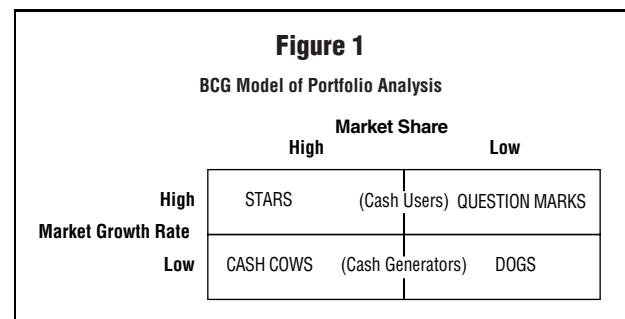 Figure 1
BCG Model of Portfolio Analysis
Market Share
High Low
High STARS (Cash Users) QUESTION MARKS
Market Growth Rate
Low CASH COWS (Cash Generators) DOGS